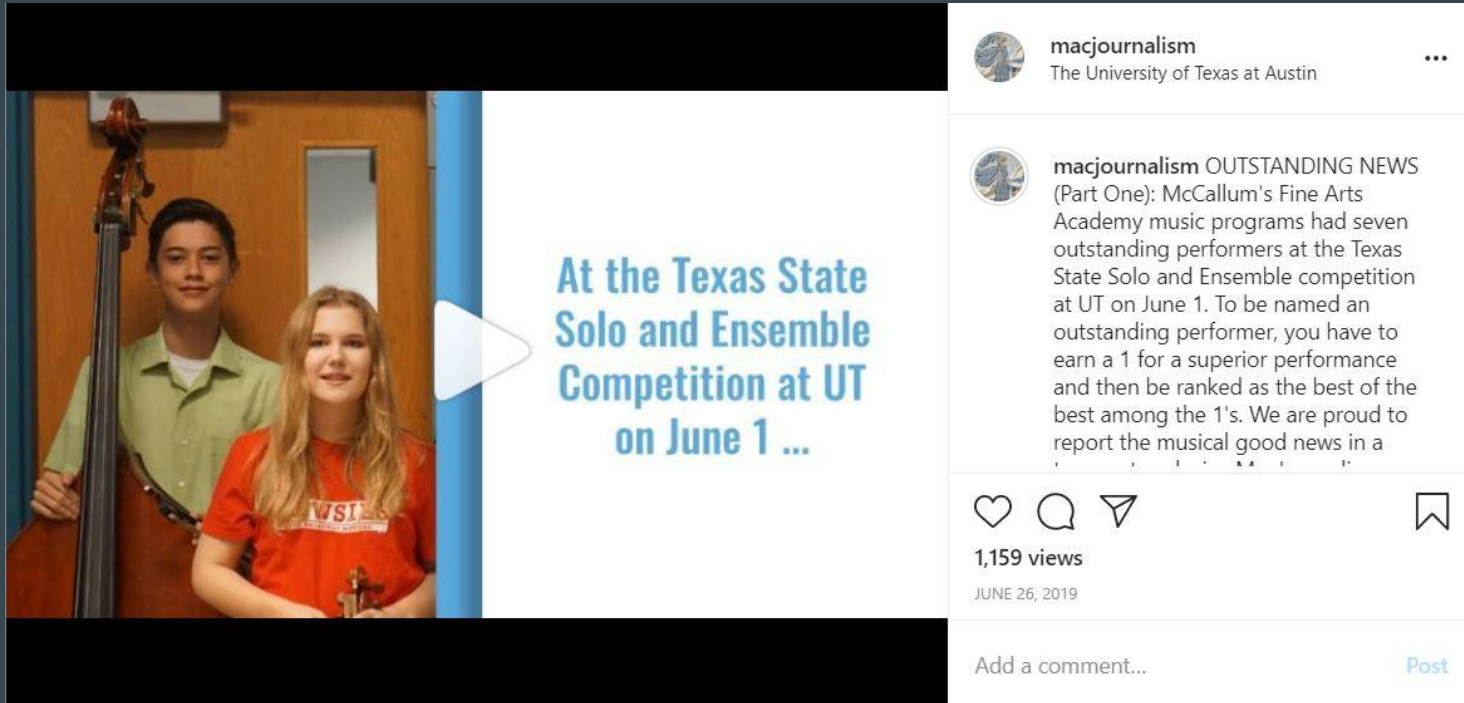 At the Texas State
Solo and Ensemble
Competition at UT
on June 1 ...
macjournalism
The University of Texas at Austin
macjournalism OUTSTANDING NEWS
(Part One): McCallum's Fine Arts
Academy music programs had seven
outstanding performers at the Texas
State Solo and Ensemble competition
at UT on June 1. To be named an
outstanding performer, you have to
earn a 1 for a superior performance
and then be ranked as the best of the
best among the 1's. We are proud to
report the musical good news in a
1,159 views
JUNE 26, 2019
Add a comment...
Post